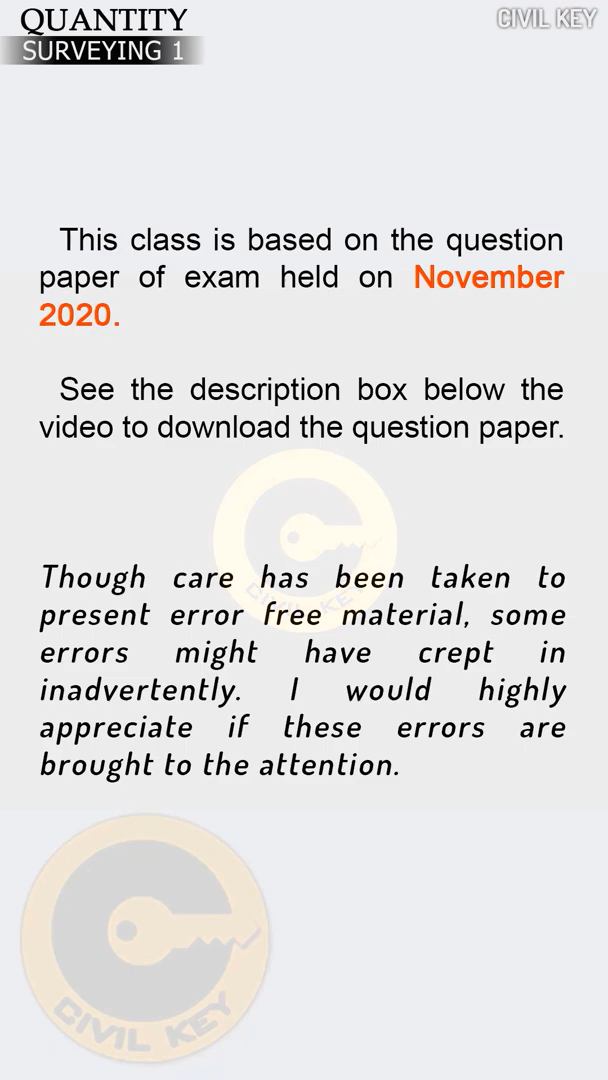 QUANTITY
SURVEYING 1
CIVIL KEY
This class is based on the question
paper of exam held on November
2020.
See the description box below the
video to download the question paper.
CIVIL KEY
Though care has been taken to
present error free material, some
errors might have crept in
inadvertently. I would highly
appreciate if these errors are
brought to the attention.
CIVIL KEY